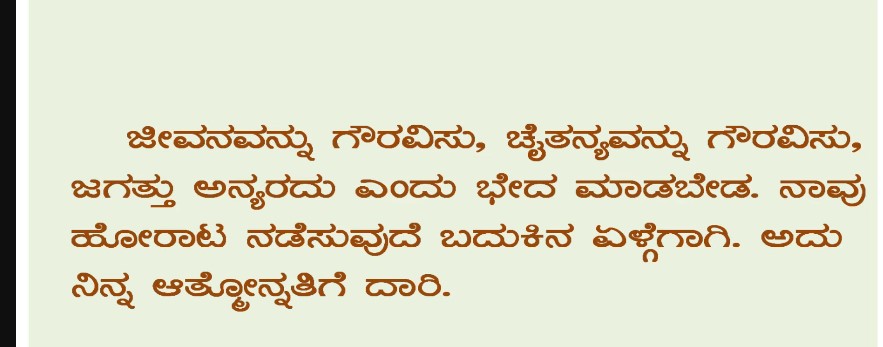 ಜೀವನವನ್ನು ಗೌರವಿಸು, ಚೈತನ್ಯವನ್ನು ಗೌರವಿಸು,
ಜಗತ್ತು ಅನ್ಯರದು ಎಂದು ಭೇದ ಮಾಡಬೇಡ. ನಾವು
ಹೋರಾಟ ನಡೆಸುವುದೆ ಬದುಕಿನ ಏಳ್ಗೆಗಾಗಿ. ಅದು
ನಿನ್ನ ಆತ್ಮೋನ್ನತಿಗೆ ದಾರಿ.